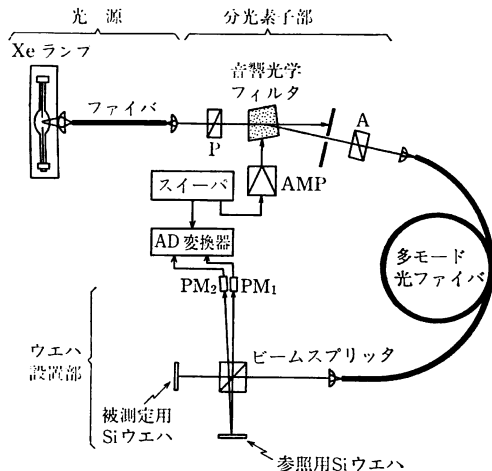 光 源
分光素子部
Xe ランプ
音響光学
フィルタ
ファイバ
P
A
スイーパ
AMP
AD 変換器
PM₂
PM₁
多モード
光ファイバ
ウエハ
設置部
ビームスプリッタ
被測定用
Siウエハ
参照用Siウエハ